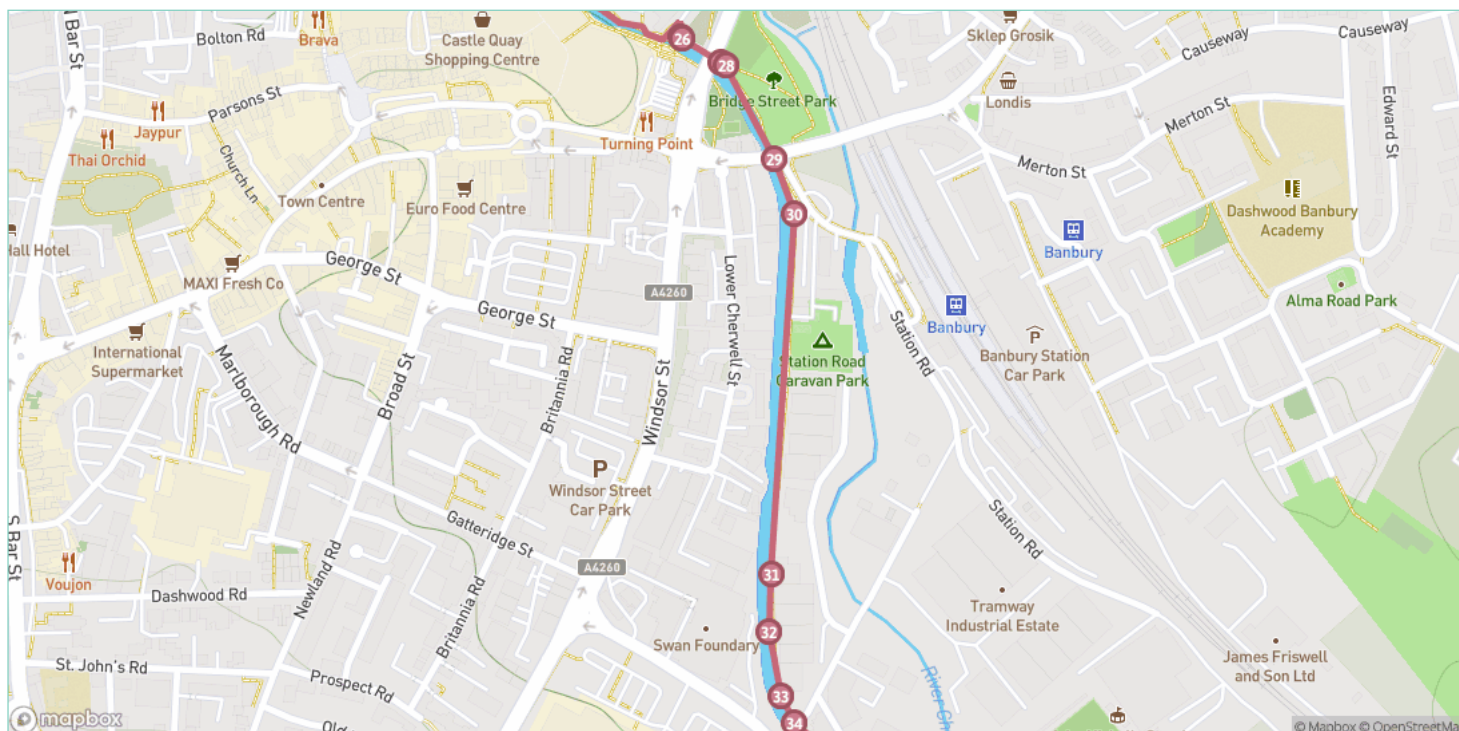 N Bar St
Bolton Rd
Brava
Castle Quay
Shopping Centre
26
28
Bridge Street Park
Sklep Grosik
Causeway
Causeway
Londis
Parsons St
Jaypur
Thai Orchid
Church Ln
Turning Point
29
Merton St
Merton St
Edward St
Town Centre
Euro Food Centre
30
Dashwood Banbury
Academy
Hall Hotel
Banbury
MAXI Fresh Co
George St
George St
A4260
Lower Cherwell St
Banbury
Alma Road Park
International
Supermarket
Station Road
Caravan Park
Station Rd
Banbury Station
Car Park
Marlborough Rd
Broad St
Britannia Rd
Windsor St
P
P
Windsor Street
Car Park
Gatteridge St
Station Rd
S Bar St
Voujon
A4260
31
Dashwood Rd
Newland Rd
Britannia Rd
Tramway
Industrial Estate
Swan Foundary
32
St. John's Rd
Prospect Rd
James Friswell
and Son Ltd
33
River Ch
34
mapbox
© Mapbox © OpenStreetMa